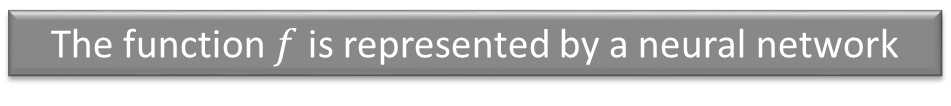 The function f is represented by a neural network